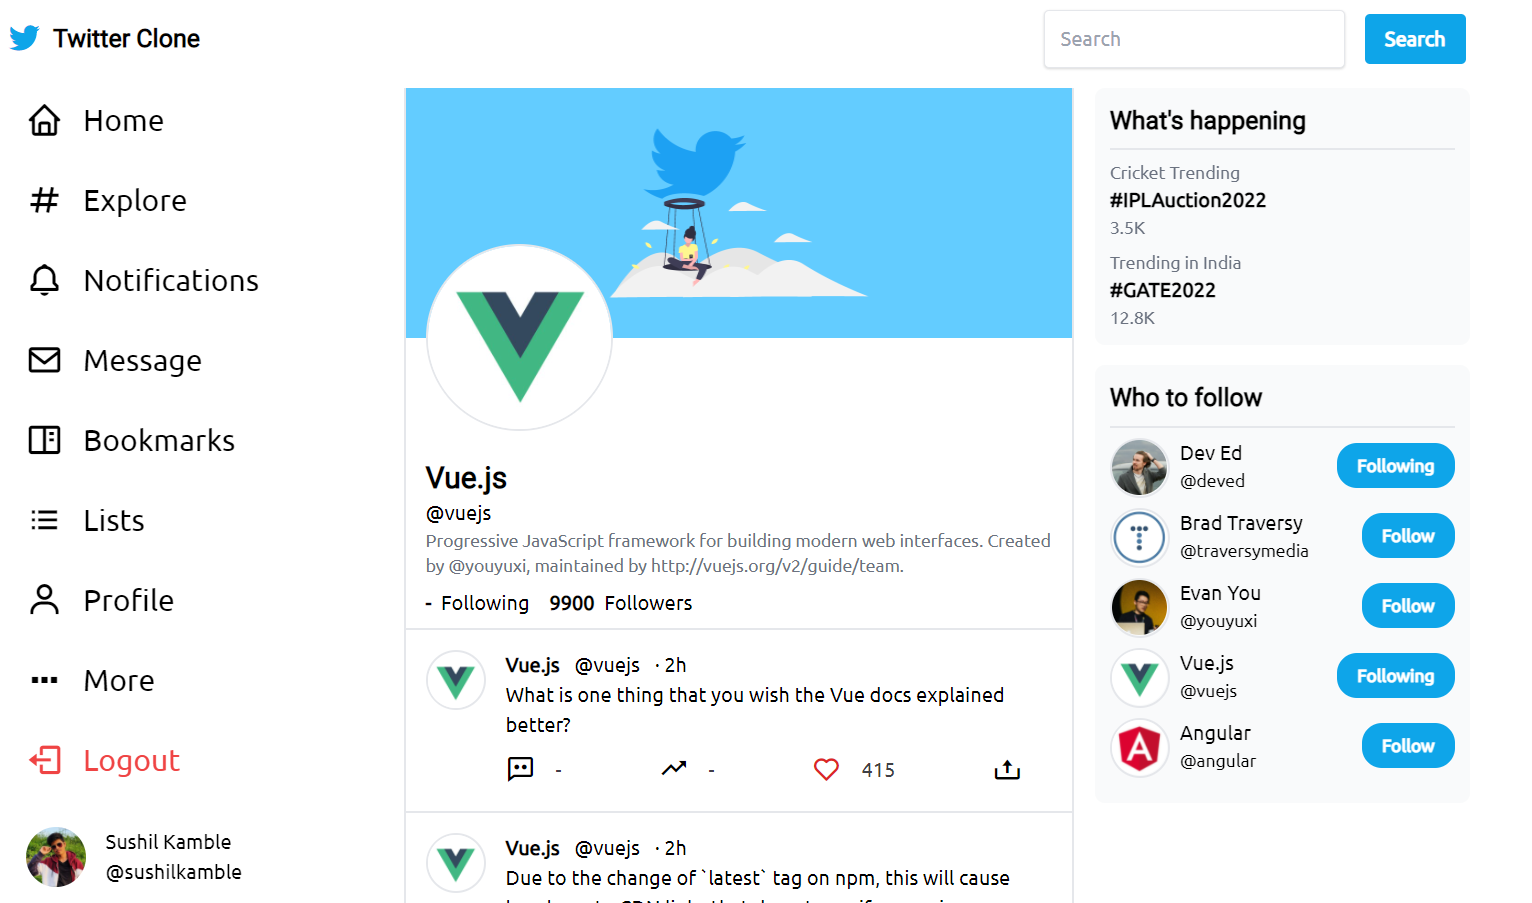 Twitter Clone
Search
Search
Home
Explore
Notifications
Message
Bookmarks
Lists
Profile
More
Logout
Sushil Kamble
@sushilkamble
Vue.js
@vuejs
Progressive JavaScript framework for building modern web interfaces. Created
by @youyuxi, maintained by http://vuejs.org/v2/guide/team.
- Following 9900 Followers
Vue.js @vuejs · 2h
What is one thing that you wish the Vue docs explained
better?
- - 415
Vue.js @vuejs · 2h
Due to the change of `latest` tag on npm, this will cause
What's happening
Cricket Trending
#IPLAuction2022
3.5K
Trending in India
#GATE2022
12.8K
Who to follow
Dev Ed
@deved
Following
Brad Traversy
@traversymedia
Follow
Evan You
@youyuxi
Follow
Vue.js
@vuejs
Following
Angular
@angular
Follow